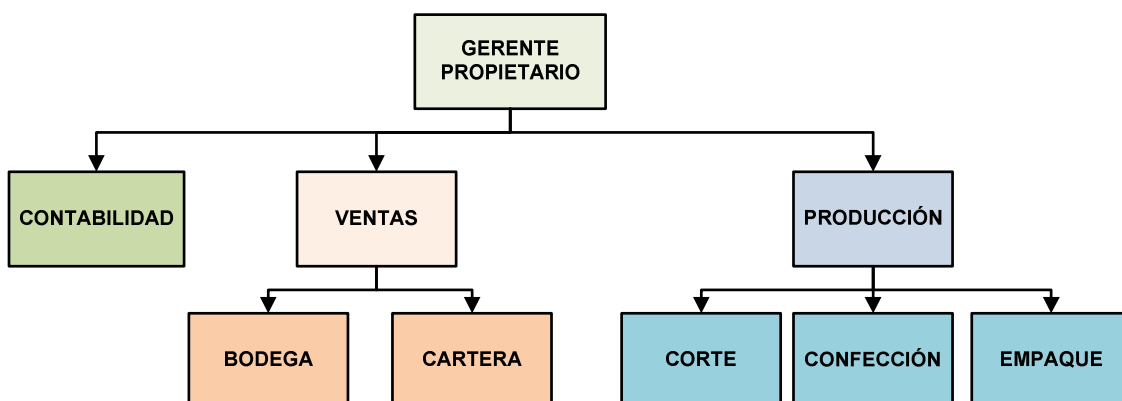 GERENTE
PROPIETARIO
CONTABILIDAD
VENTAS
PRODUCCIÓN
BODEGA
CARTERA
CORTE
CONFECCIÓN
EMPAQUE